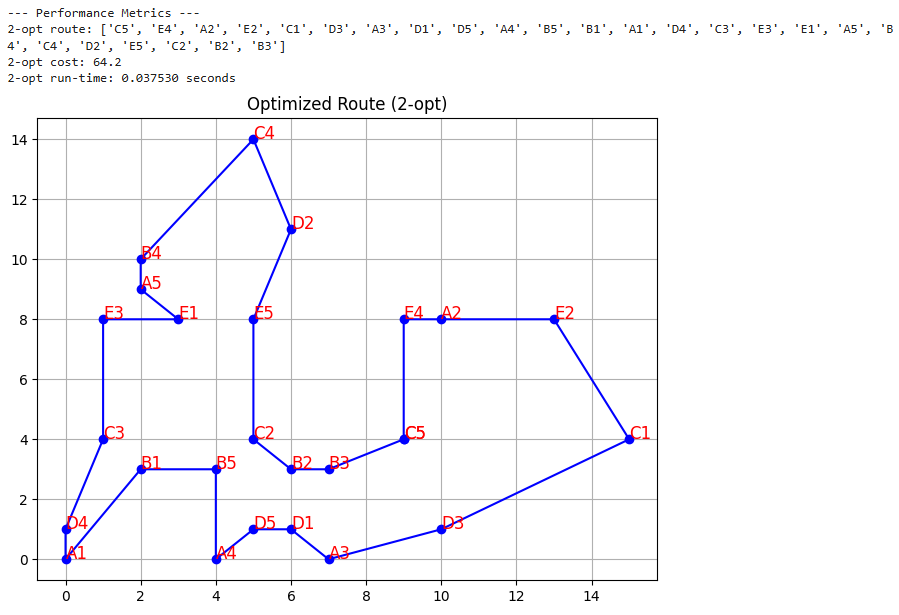 --- Performance Metrics ---
2-opt route: ['C5', 'E4', 'A2', 'E2', 'C1', 'D3', 'A3', 'D1', 'D5', 'A4', 'B5', 'B1', 'A1', 'D4', 'C3', 'E3', 'E1', 'A5', 'B
4', 'C4', 'D2', 'E5', 'C2', 'B2', 'B3']
2-opt cost: 64.2
2-opt run-time: 0.037530 seconds
Optimized Route (2-opt)
14
C4
12
D2
10
B4
A5
8
E3
E1
E5
E4
A2
E2
6
4
C3
C2
C5
C1
B1
B5
B2
B3
2
D4
D5
D1
D3
0
A1
A4
A3
0 2 4 6 8 10 12 14